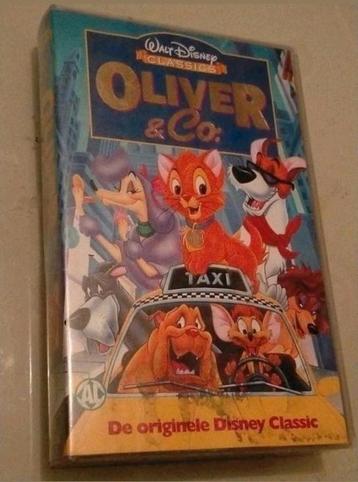 Walt Disney
CLASSICS
OLIVER
& Co.
TAXI
AL
De originele Disney Classic